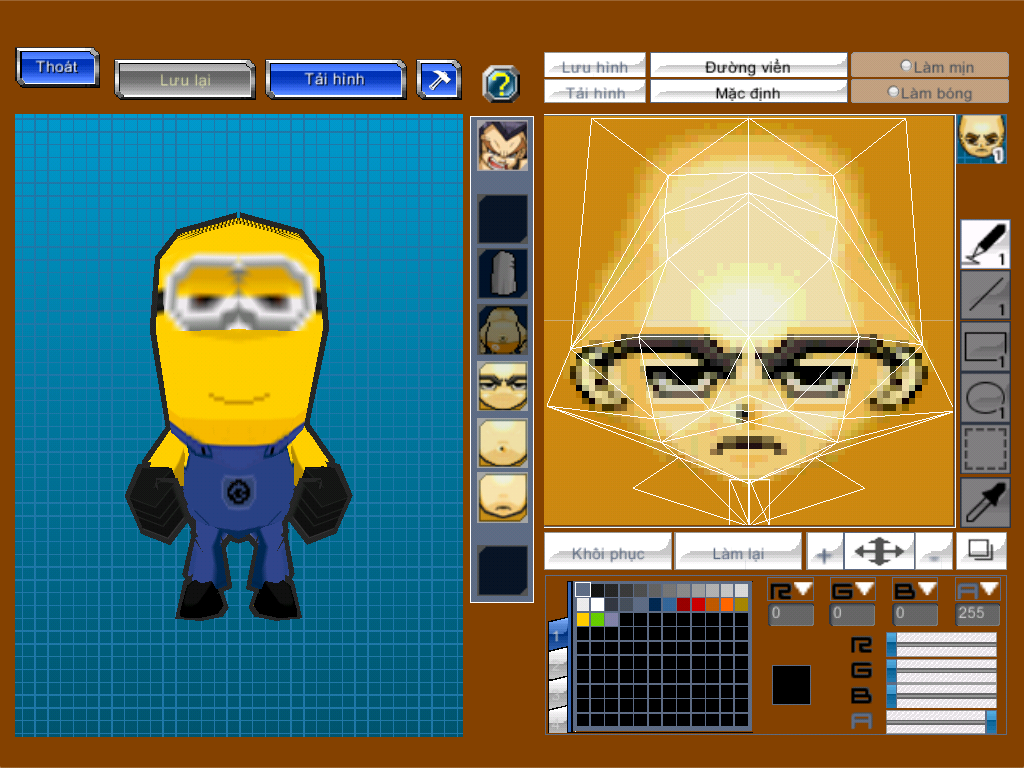 Thoát
Lưu lại
Tải hình
Lưu hình
Đường viền
Làm mịn
Tải hình
Mặc định
Làm bóng
1
1
1
1
1
Khôi phục
Làm lại
R G B A
0 0 0 255
1
R
G
B
A